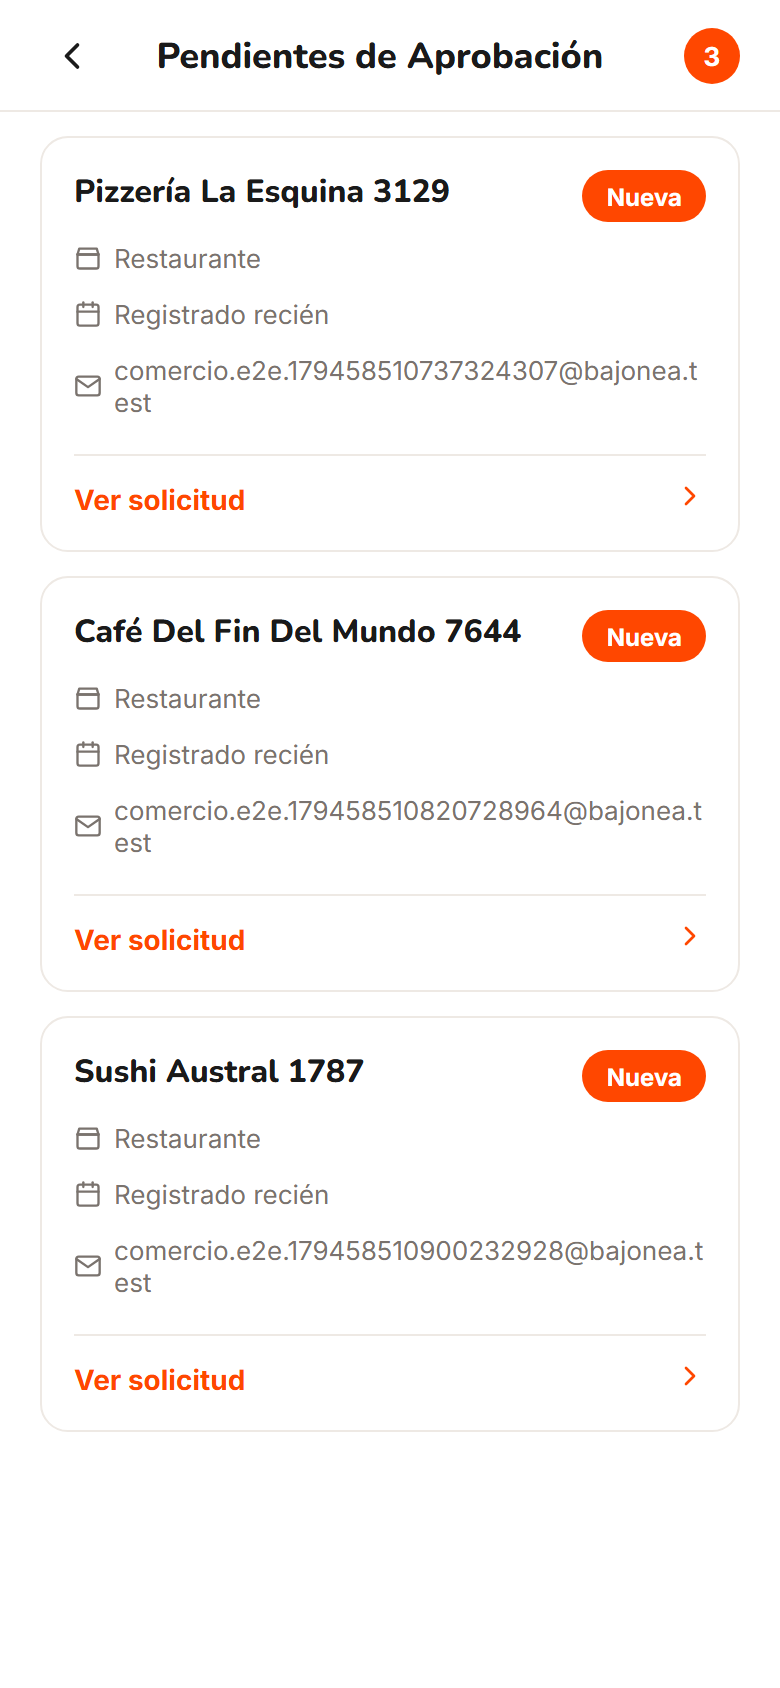 Pendientes de Aprobación
3
Pizzería La Esquina 3129
Nueva
Restaurante
Registrado recién
comercio.e2e.179458510737324307@bajonea.t
est
Ver solicitud
Café Del Fin Del Mundo 7644
Nueva
Restaurante
Registrado recién
comercio.e2e.179458510820728964@bajonea.t
est
Ver solicitud
Sushi Austral 1787
Nueva
Restaurante
Registrado recién
comercio.e2e.179458510900232928@bajonea.t
est
Ver solicitud